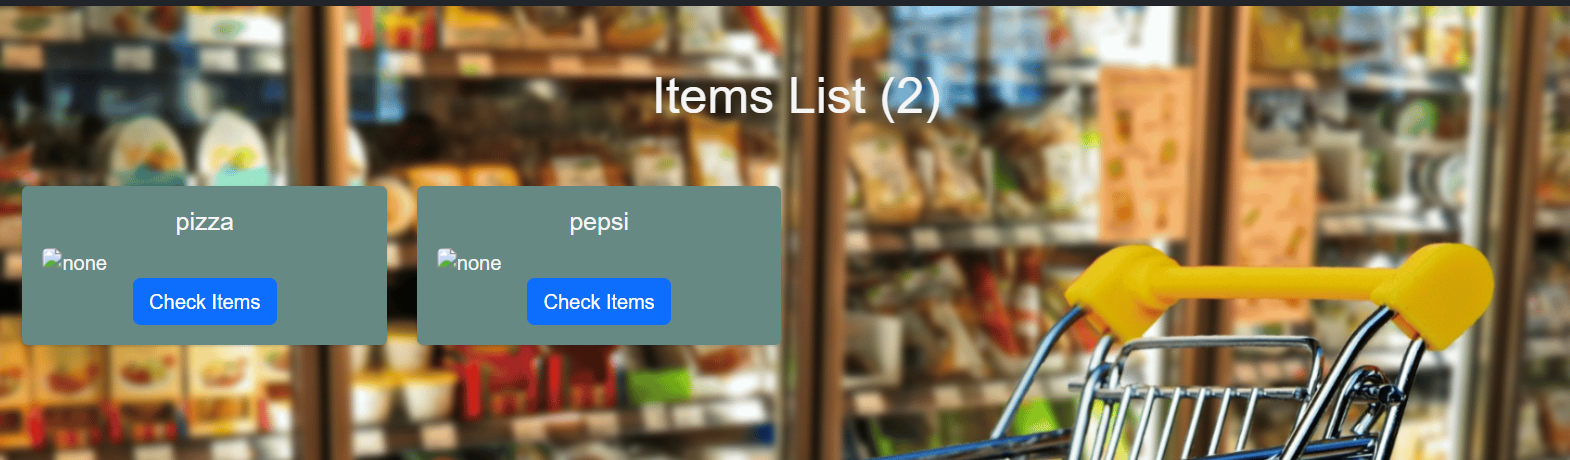 Items List (2)
pizza
none
Check Items
pepsi
none
Check Items